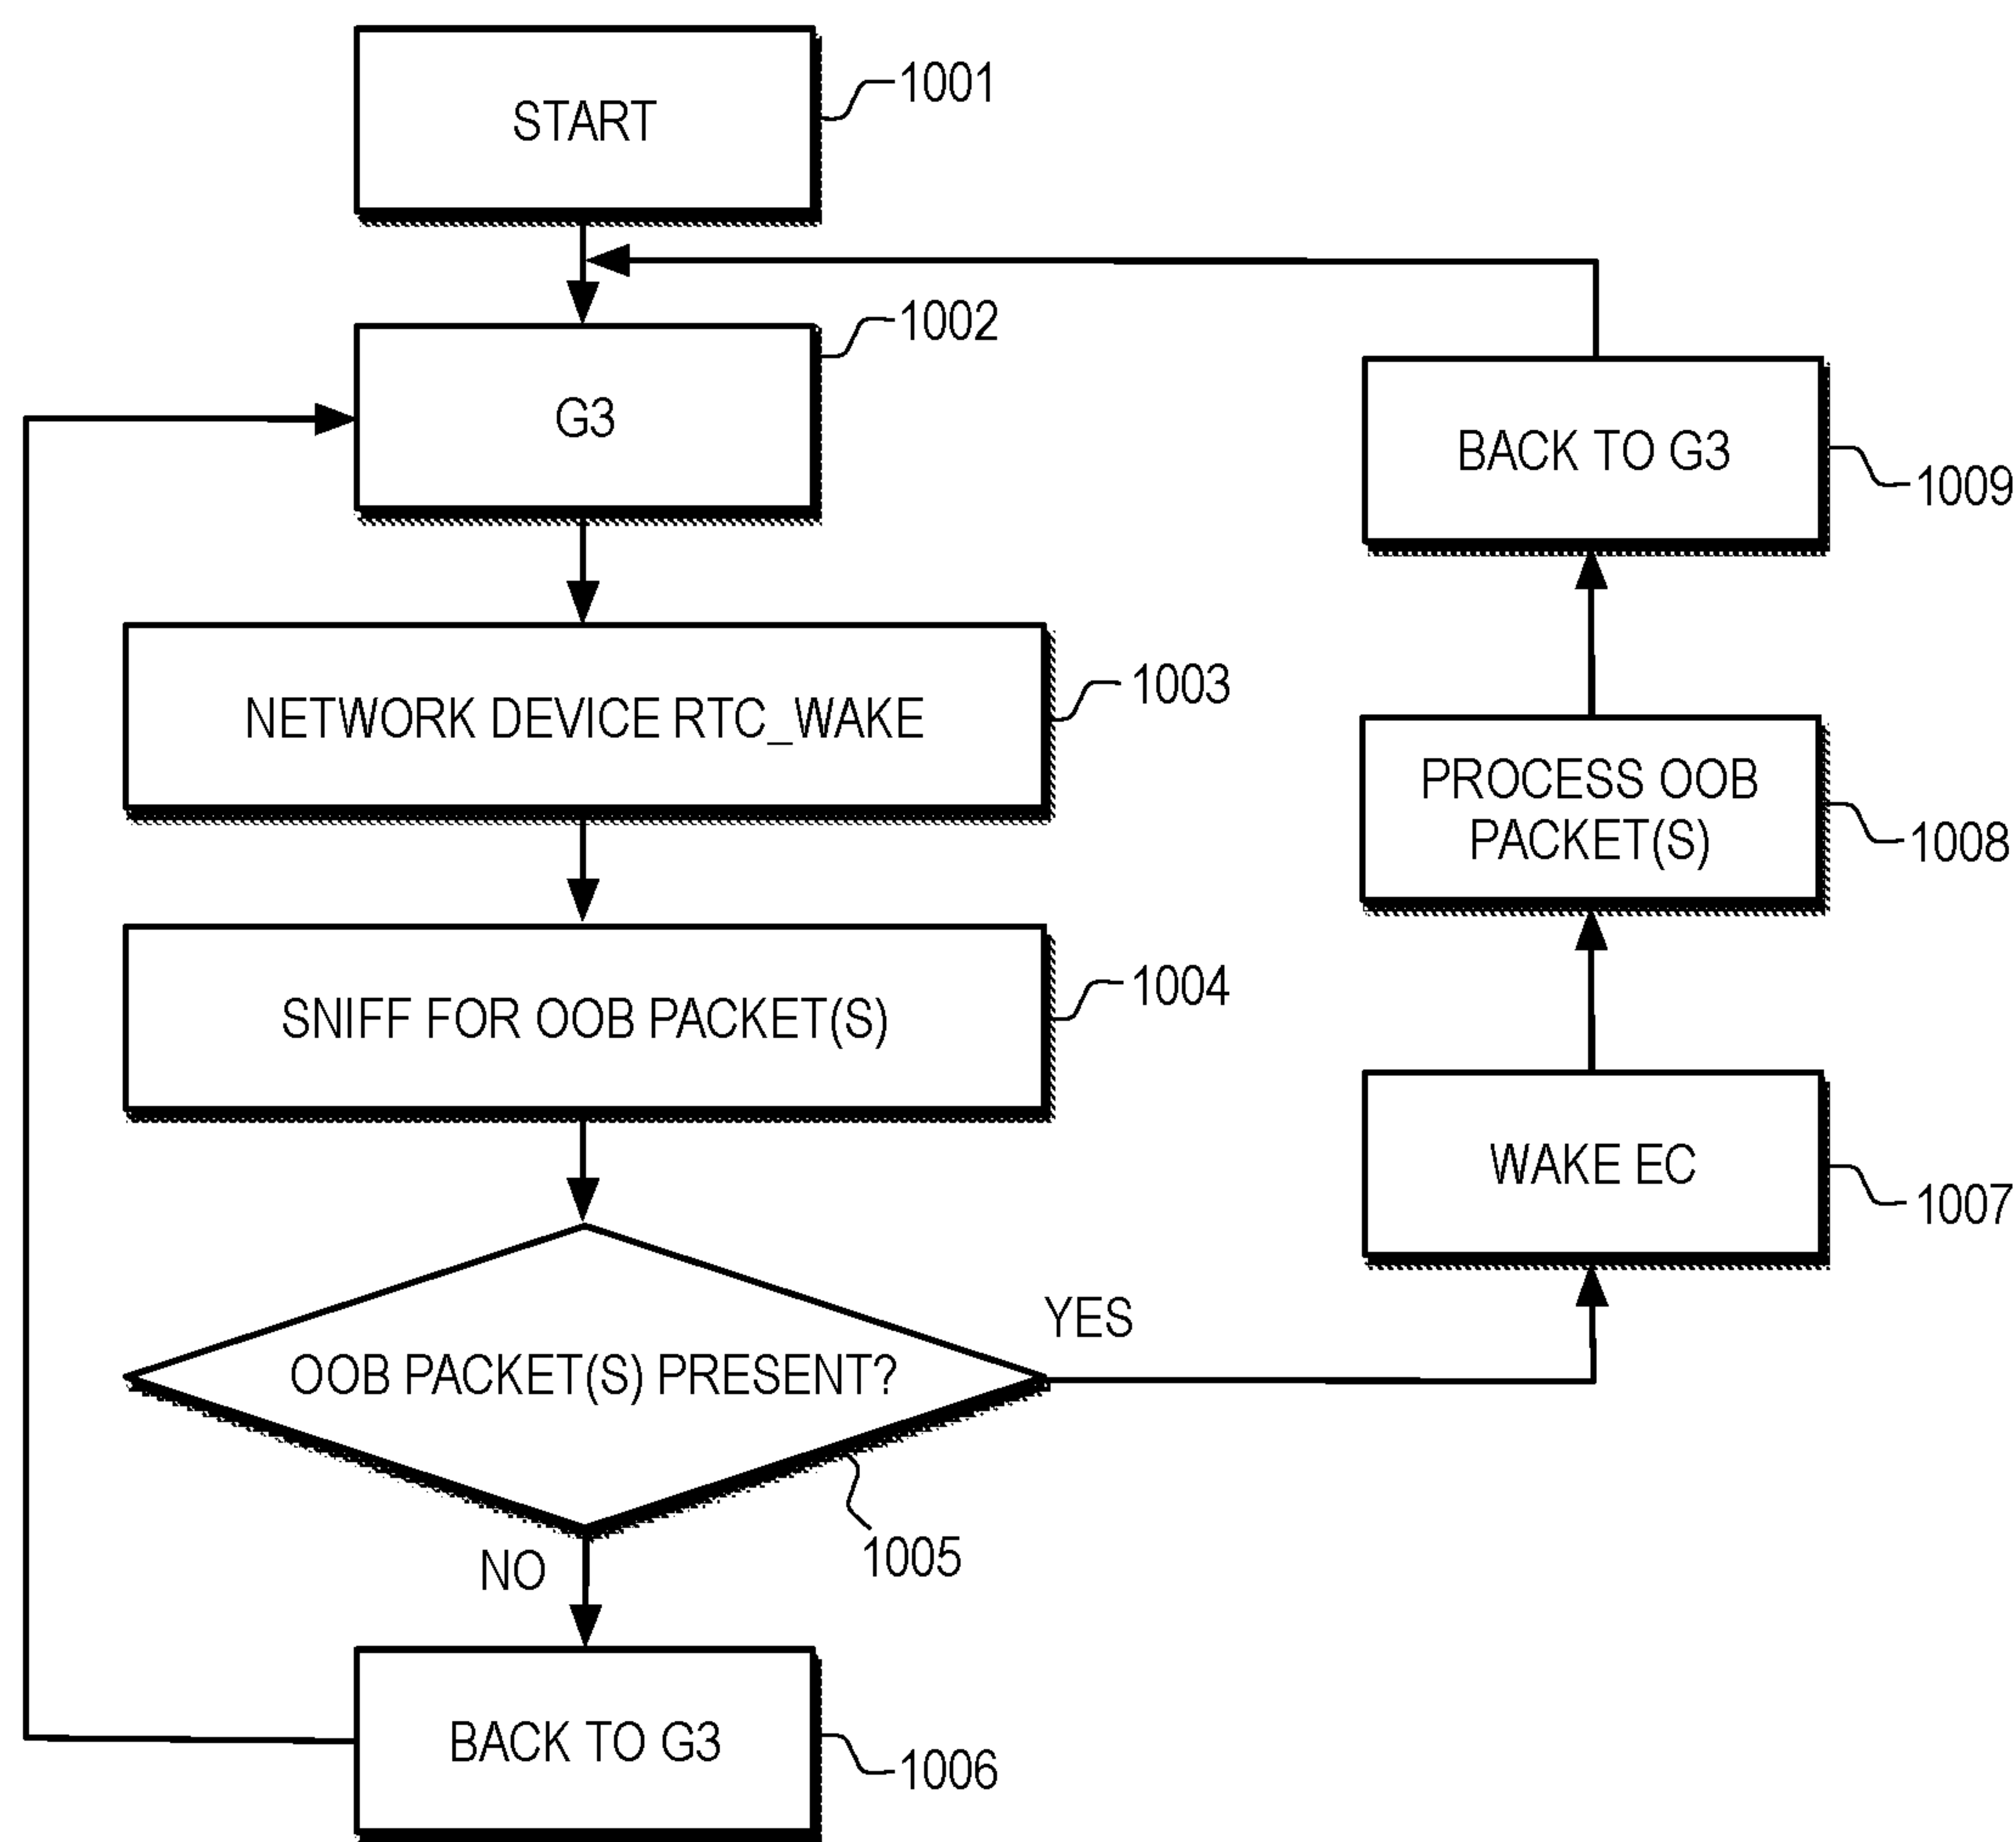 START
1001
G3
1002
NETWORK DEVICE RTC_WAKE
1003
SNIFF FOR OOB PACKET(S)
1004
OOB PACKET(S) PRESENT?
1005
YES
NO
BACK TO G3
1006
WAKE EC
1007
PROCESS OOB
PACKET(S)
1008
BACK TO G3
1009